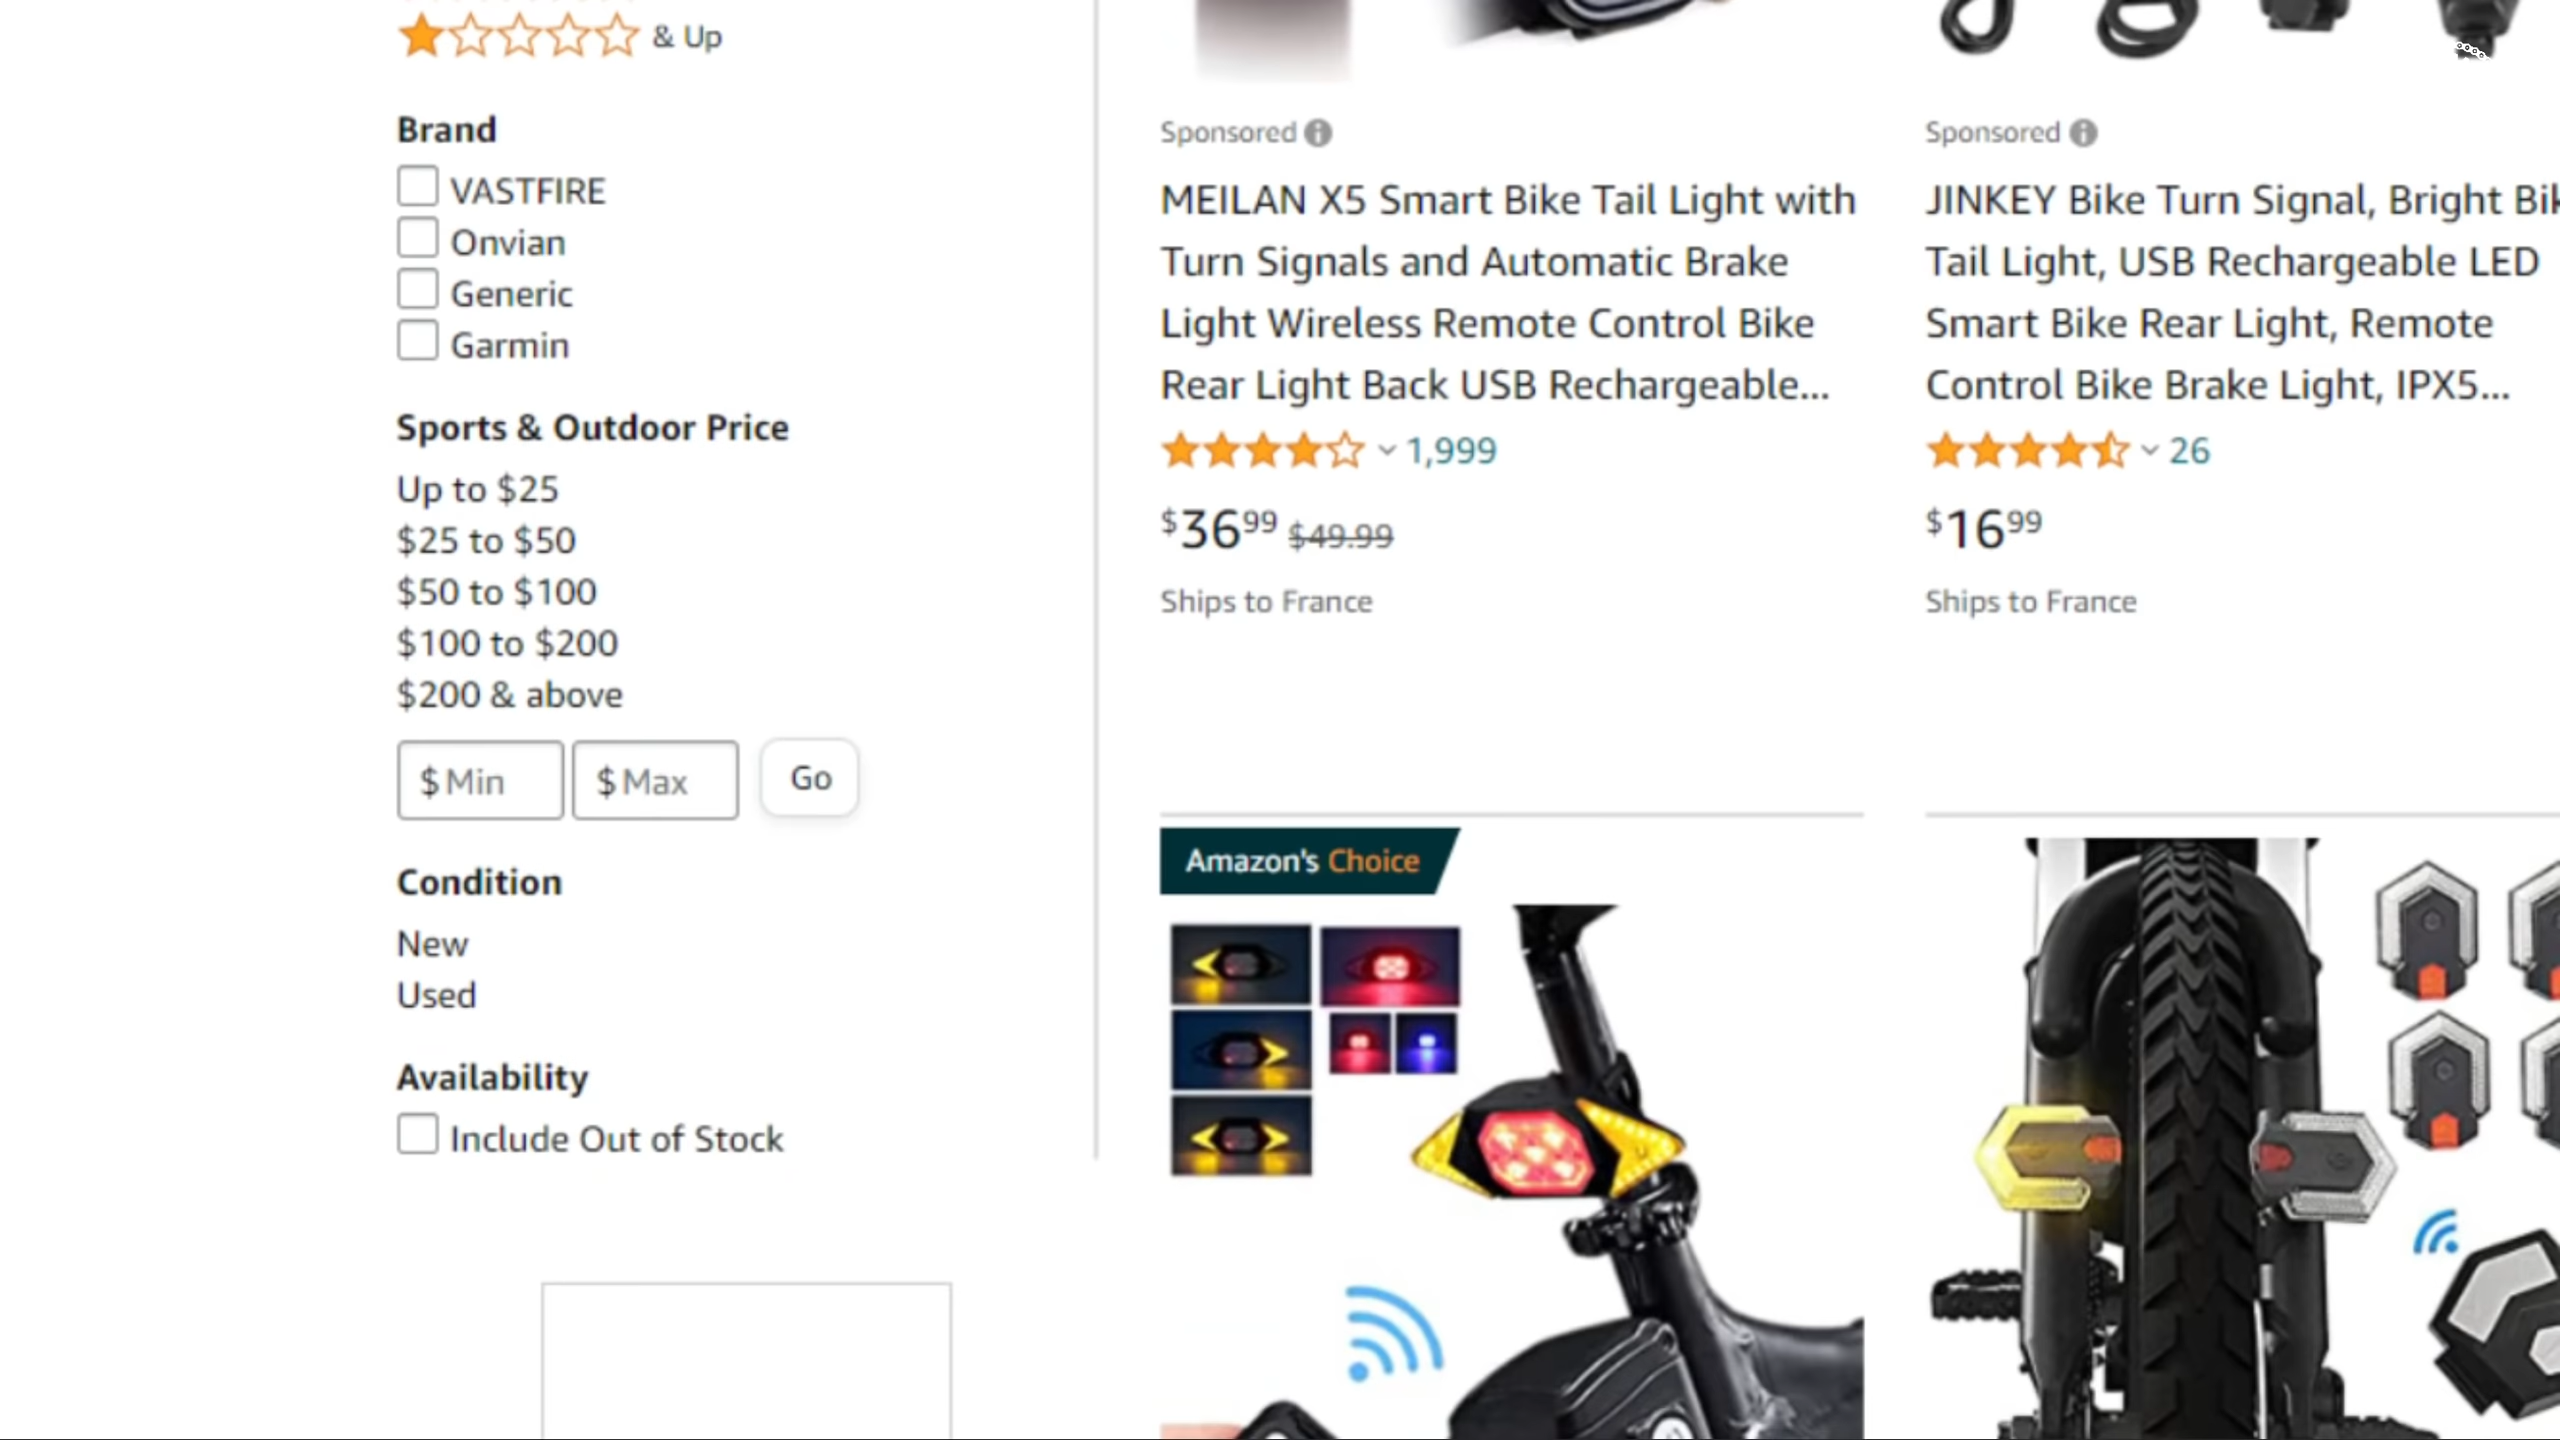 & Up
Brand
VASTFIRE
Onvian
Generic
Garmin
Sports & Outdoor Price
Up to $25
$25 to $50
$50 to $100
$100 to $200
$200 & above
$ Min
$ Max
Go
Condition
New
Used
Availability
Include Out of Stock
Sponsored
MEILAN X5 Smart Bike Tail Light with
Turn Signals and Automatic Brake
Light Wireless Remote Control Bike
Rear Light Back USB Rechargeable...
1,999
$36.99 $49.99
Ships to France
Amazon's Choice
Sponsored
JINKEY Bike Turn Signal, Bright
Tail Light, USB Rechargeable LED
Smart Bike Rear Light, Remote
Control Bike Brake Light, IPX5...
26
$16.99
Ships to France